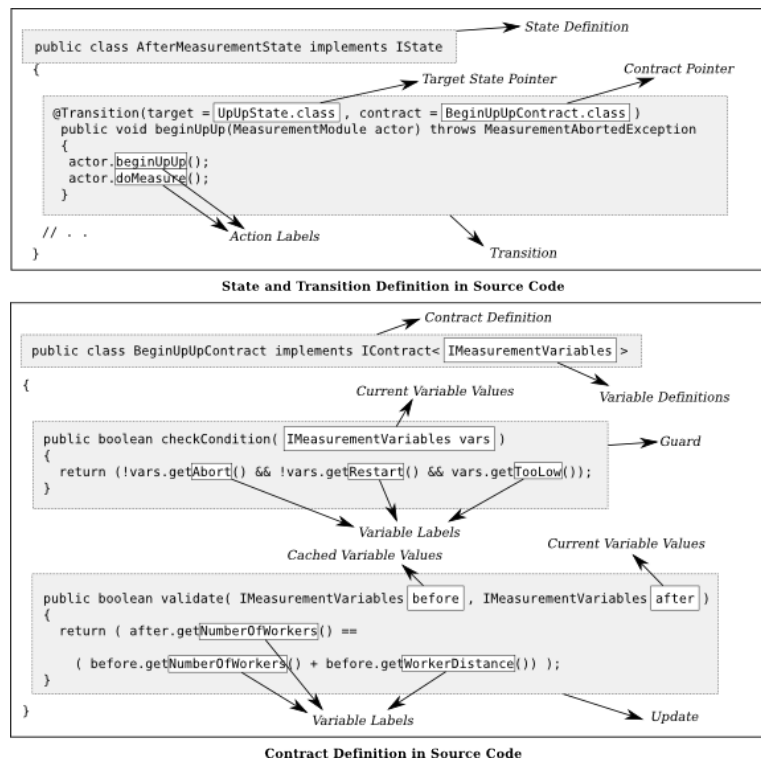 State Definition
public class AfterMeasurementState implements IState
{
Target State Pointer
Contract Pointer
@Transition(target = UpUpState.class , contract = BeginUpUpContract.class )
public void beginUpUp(MeasurementModule actor) throws MeasurementAbortedException
{
actor.beginUpUp();
actor.doMeasure();
}
// . .
Action Labels
Transition
}
State and Transition Definition in Source Code
Contract Definition
public class BeginUpUpContract implements IContract< IMeasurementVariables >
{
Variable Definitions
Current Variable Values
public boolean checkCondition( IMeasurementVariables vars )
Guard
{
return (!vars.getAbort() && !vars.getRestart() && vars.getTooLow());
}
Variable Labels
Cached Variable Values
Current Variable Values
public boolean validate( IMeasurementVariables before , IMeasurementVariables after )
{
return ( after.getNumberOfWorkers() ==
( before.getNumberOfWorkers() + before.getWorkerDistance()) );
}
}
Variable Labels
Update
Contract Definition in Source Code